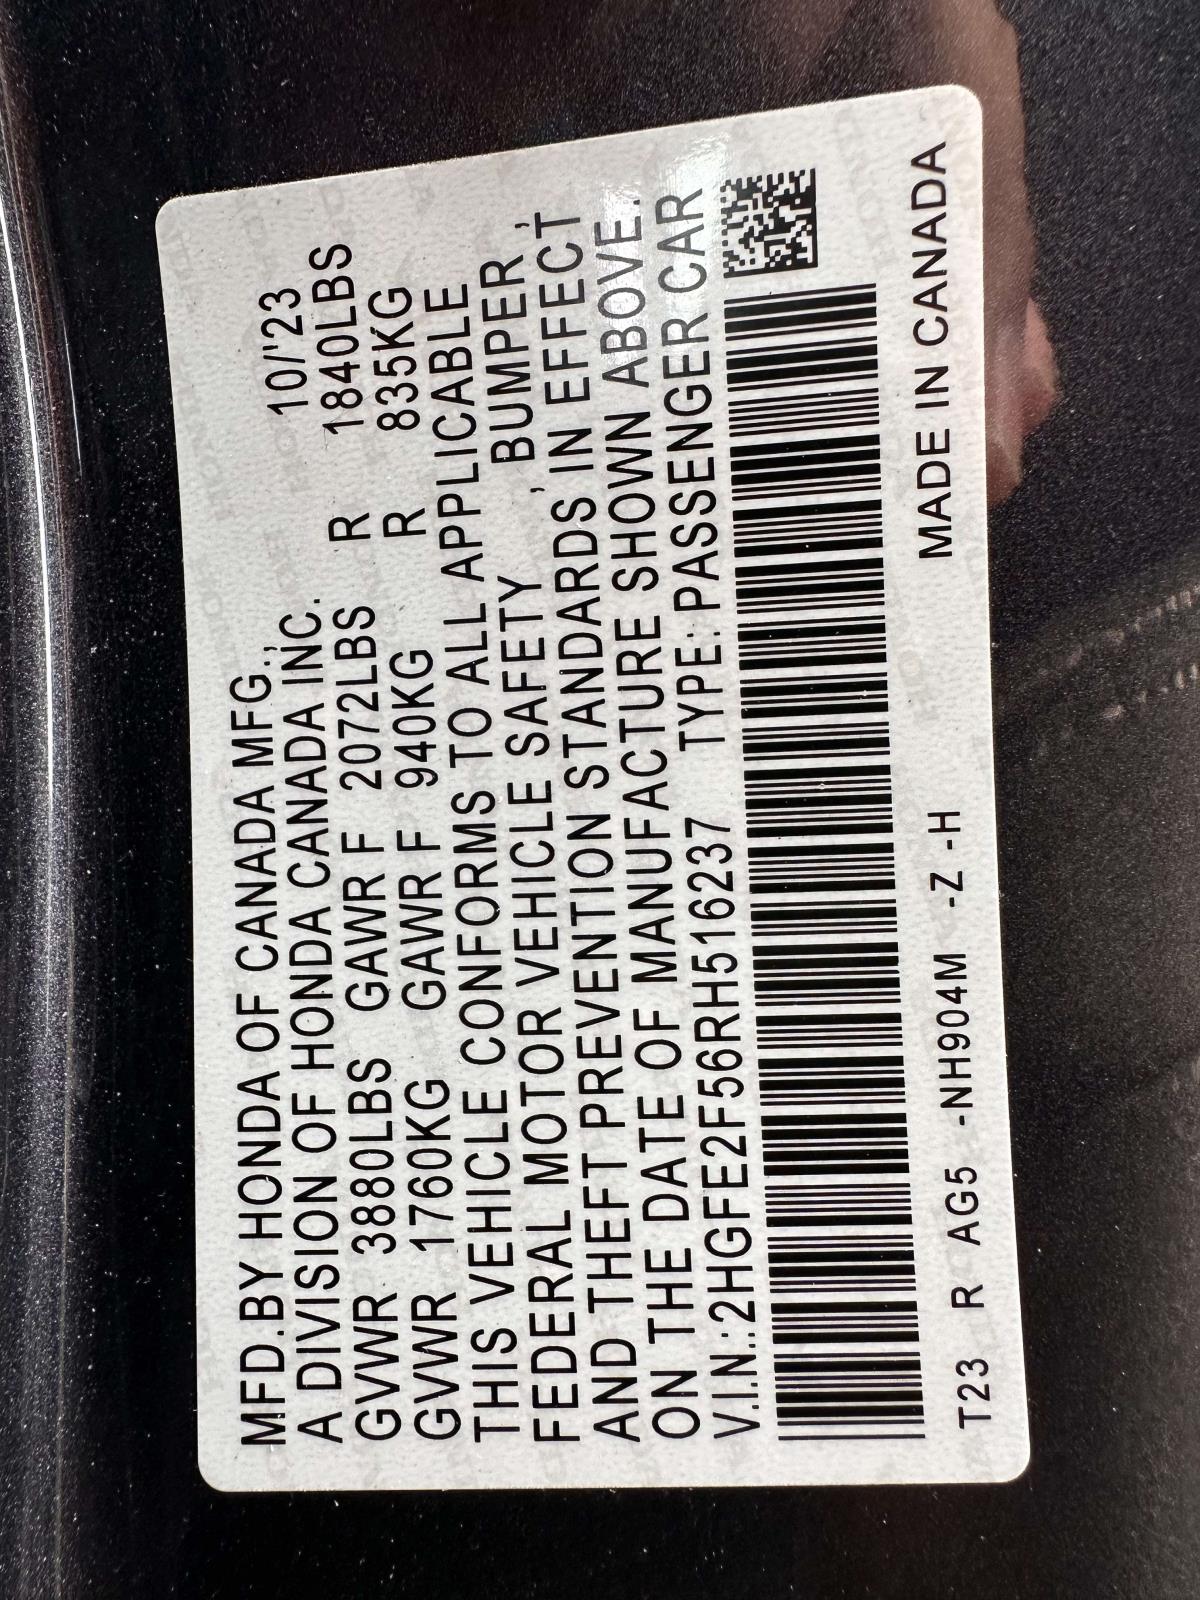 MFD.BY HONDA OF CANADA MFG.,
A DIVISION OF HONDA CANADA INC. 10/'23
GVWR 3880LBS GAWR F 2072LBS R 1840LBS
GVWR 1760KG GAWR F 940KG R 835KG
THIS VEHICLE CONFORMS TO ALL APPLICABLE
FEDERAL MOTOR VEHICLE SAFETY, BUMPER,
AND THEFT PREVENTION STANDARDS IN EFFECT
ON THE DATE OF MANUFACTURE SHOWN ABOVE.
V.I.N.:2HGFE2F56RH516237 TYPE: PASSENGER CAR
T23 R AG5 -NH904M -Z -H MADE IN CANADA